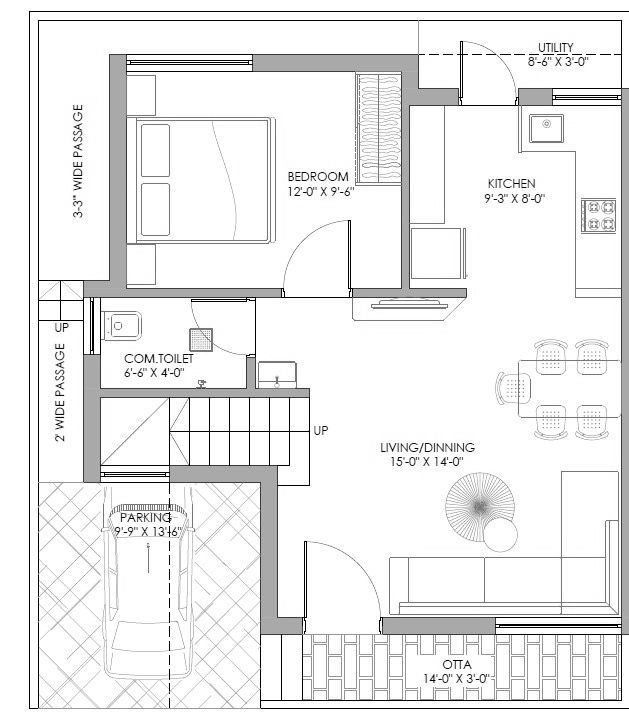 UTILITY
8'-6" X 3'-0"
3-3" WIDE PASSAGE
BEDROOM
12'-0" X 9'-6"
KITCHEN
9'-3" X 8'-0"
UP
COM.TOILET
6'-6" X 4'-0"
2' WIDE PASSAGE
UP
LIVING/DINNING
15'-0" X 14'-0"
PARKING
9'-9" X 13'-6"
OTTA
14'-0" X 3'-0"